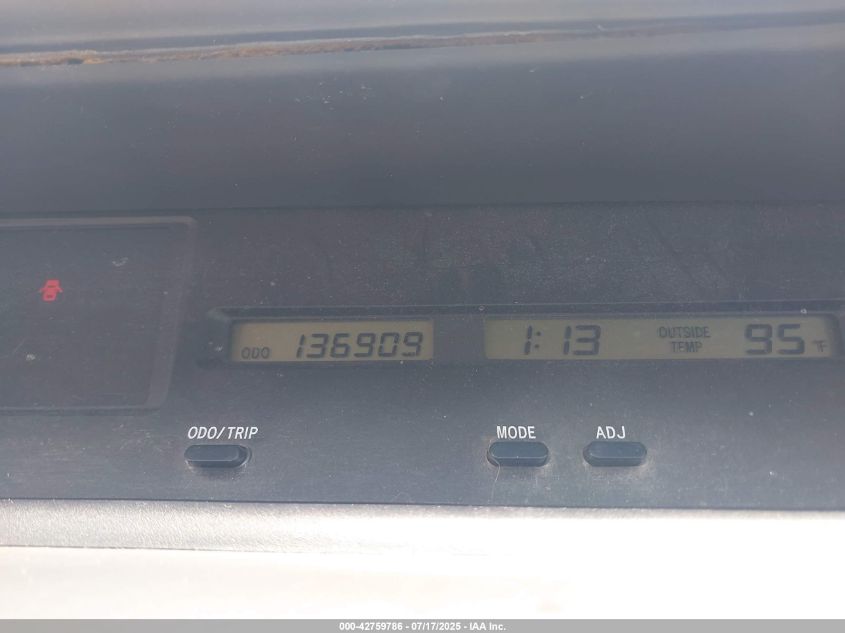 ODO 136909
1:13 OUTSIDE TEMP 95°F
ODO/TRIP MODE ADJ
000-42759786 - 07/17/2025 - IAA Inc.